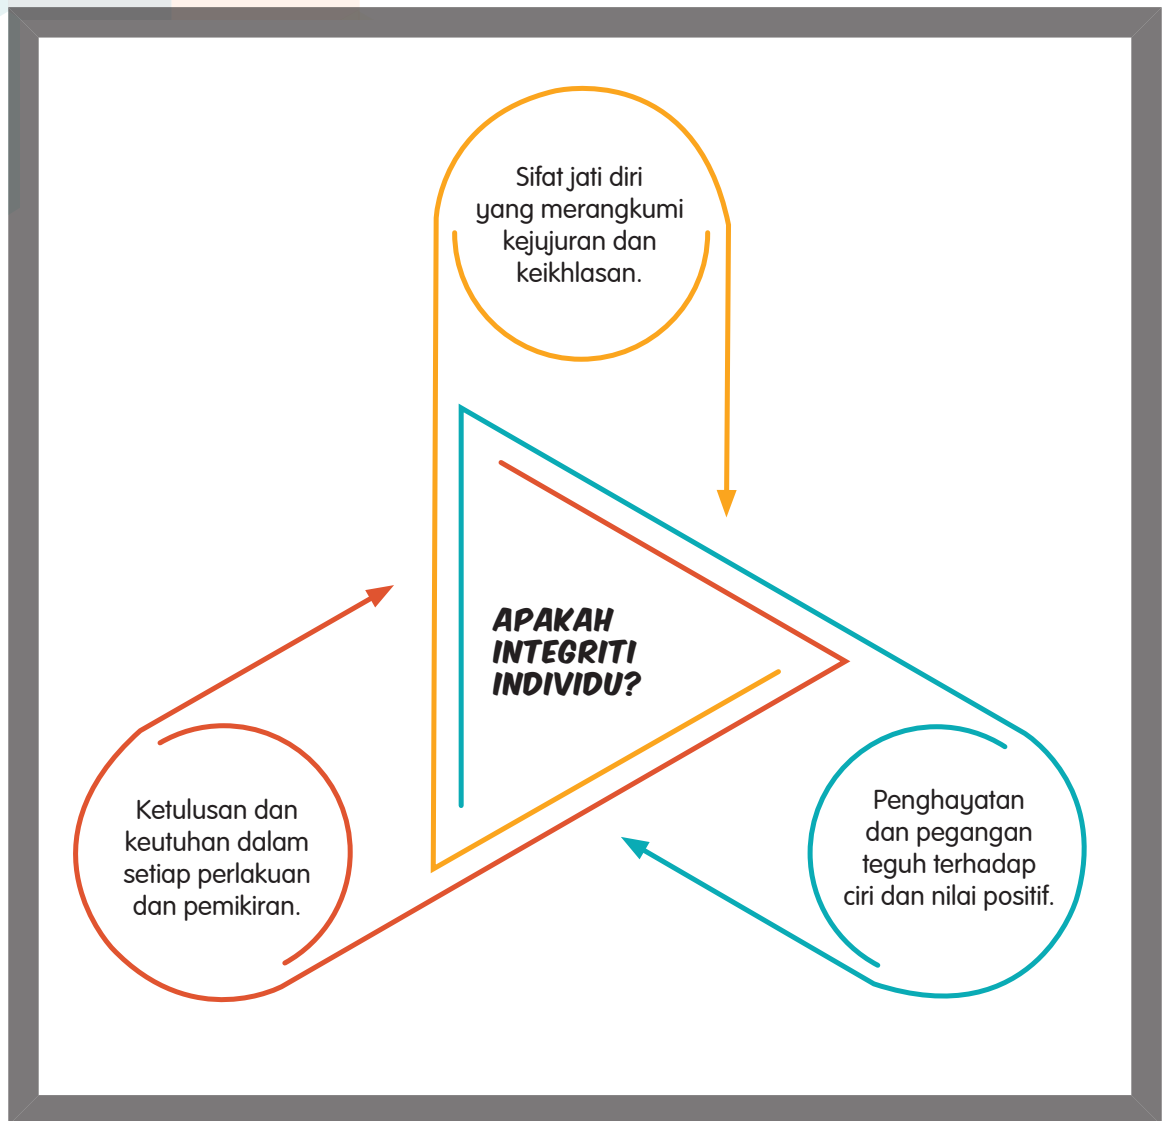 Sifat jati diri
yang merangkumi
kejujuran dan
keikhlasan.
APAKAH
INTEGRITI
INDIVIDU?
Ketulusan dan
keutuhan dalam
setiap perlakuan
dan pemikiran.
Penghayatan
dan pegangan
teguh terhadap
ciri dan nilai positif.